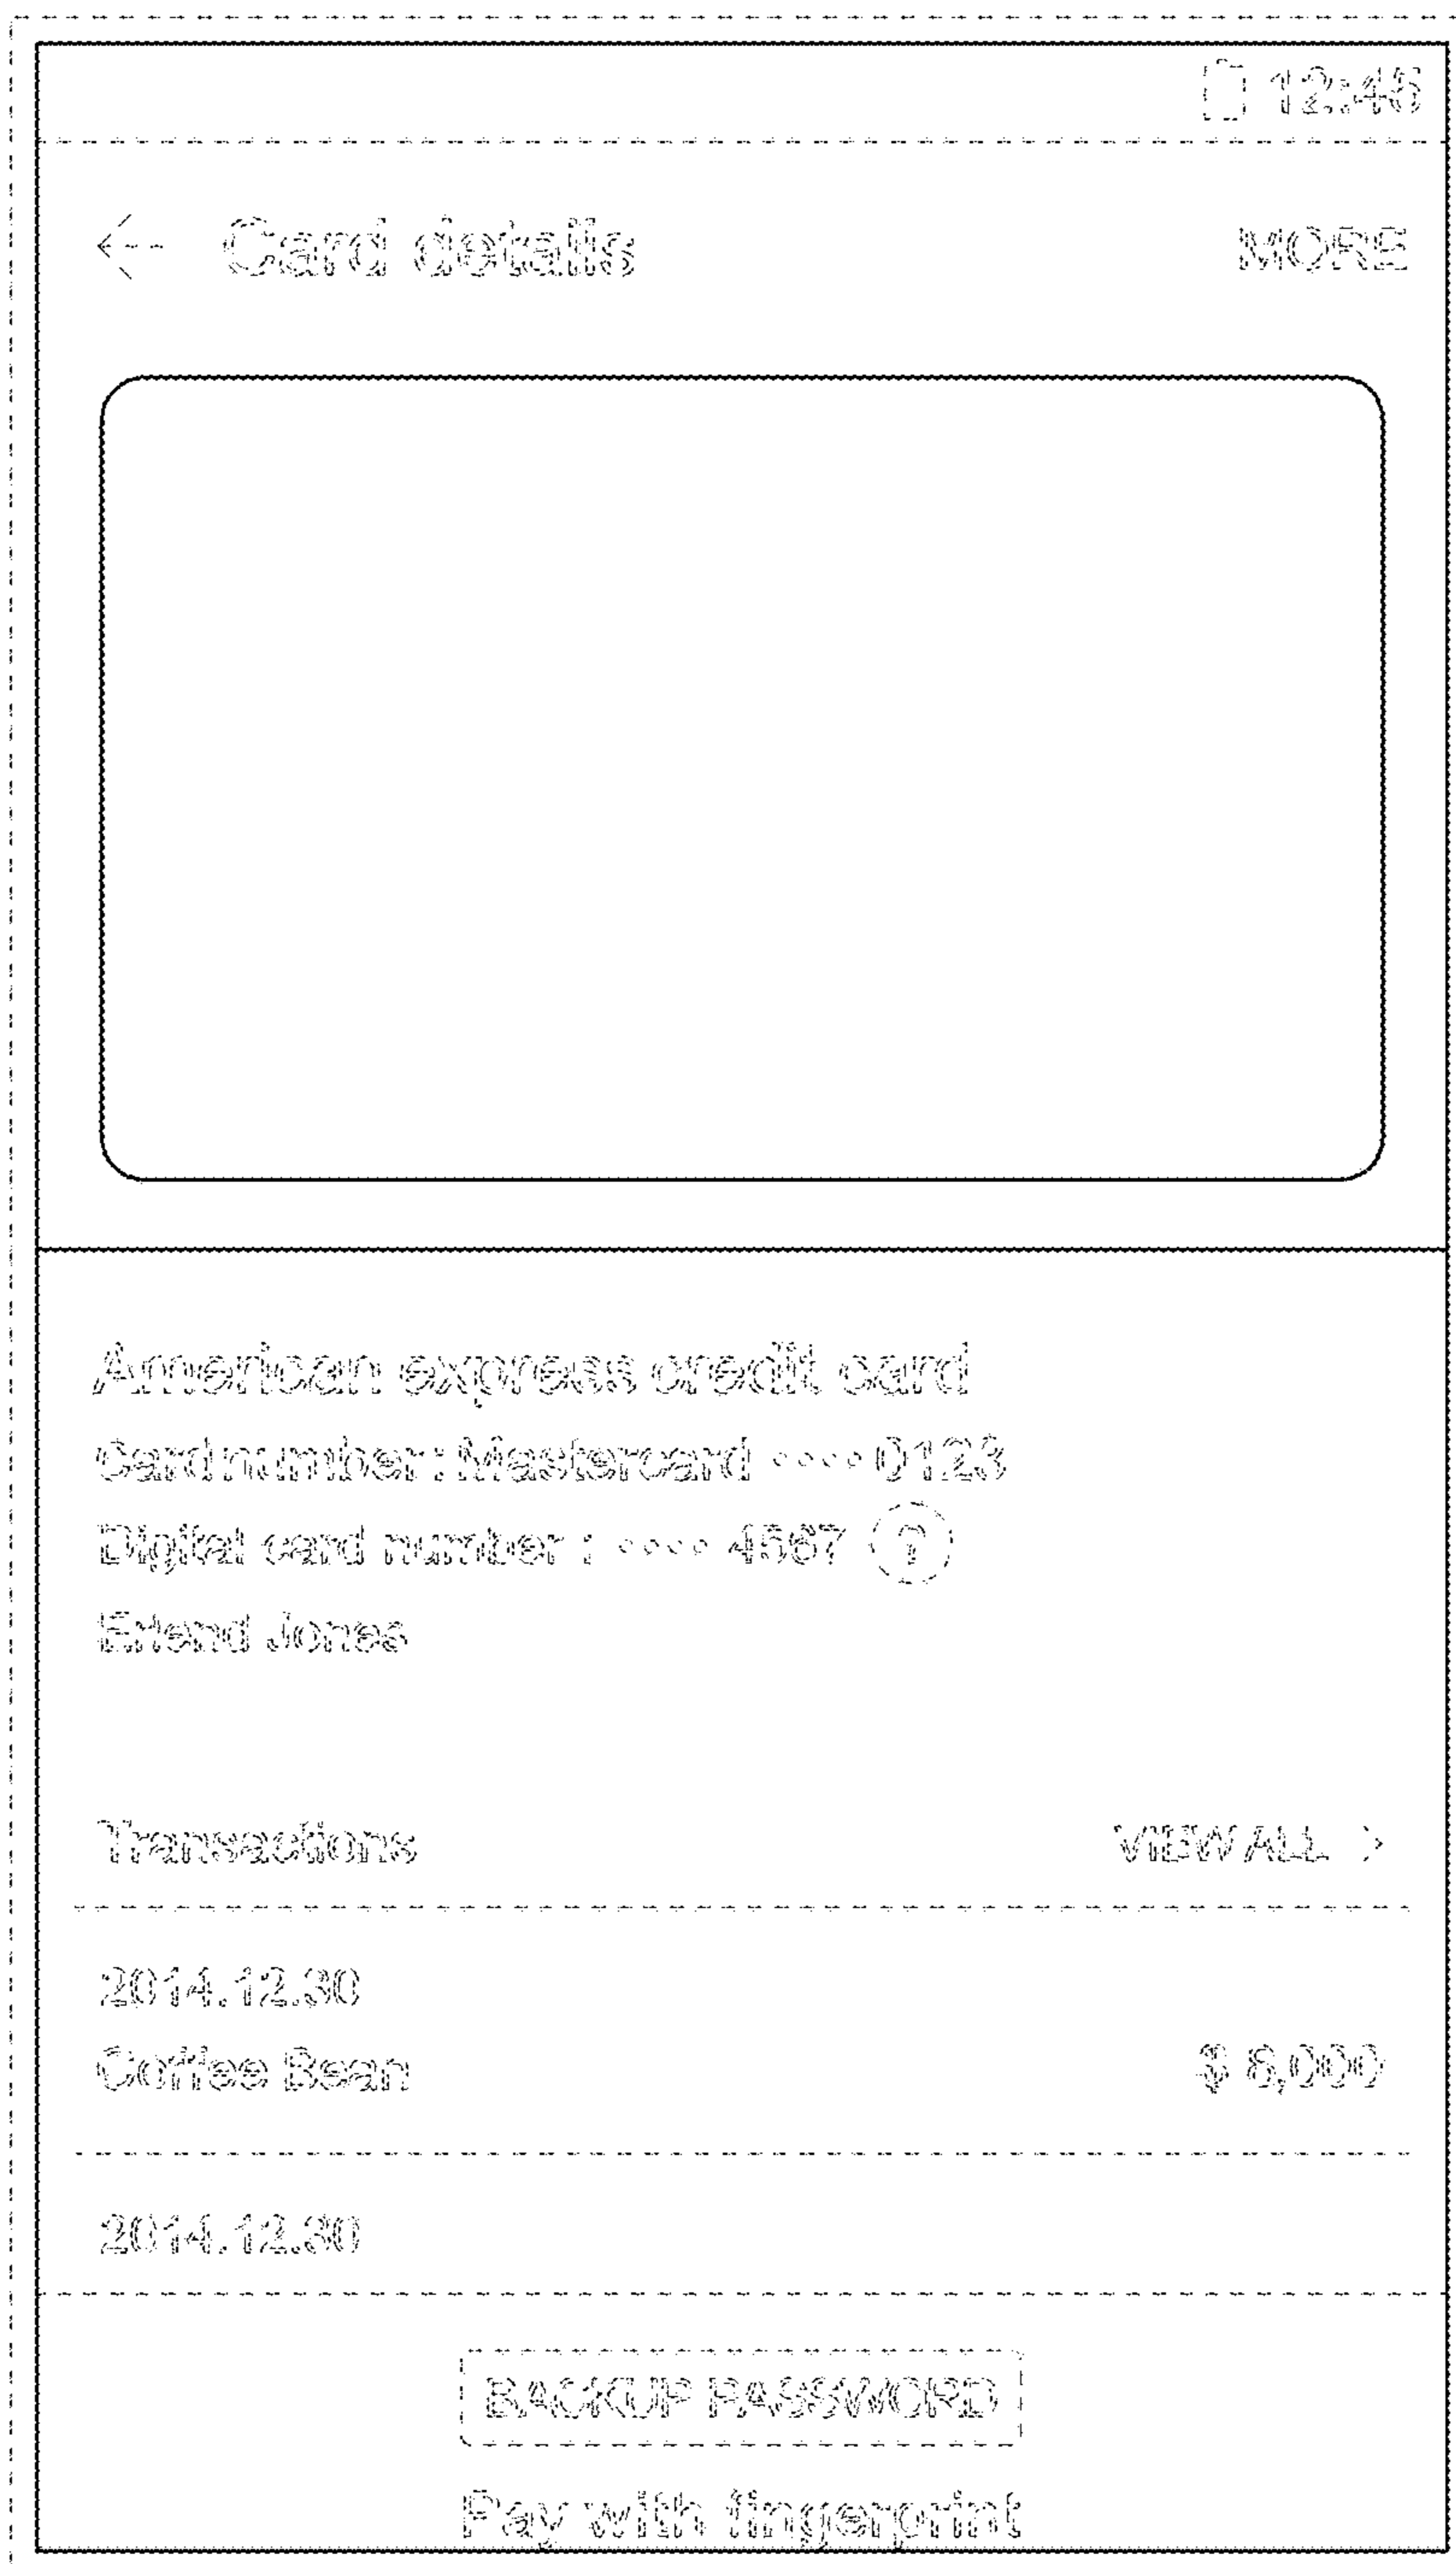 12:45
Card details MORE
American express credit card
Card number : Mastercard •••• 0123
Digital card number : •••• 4567 ?
Jones
Transactions VIEW ALL >
2014.12.30
Coffee Bean $ 8,000
2014.12.30
BACKUP PASSWORD
Pay with fingerprint